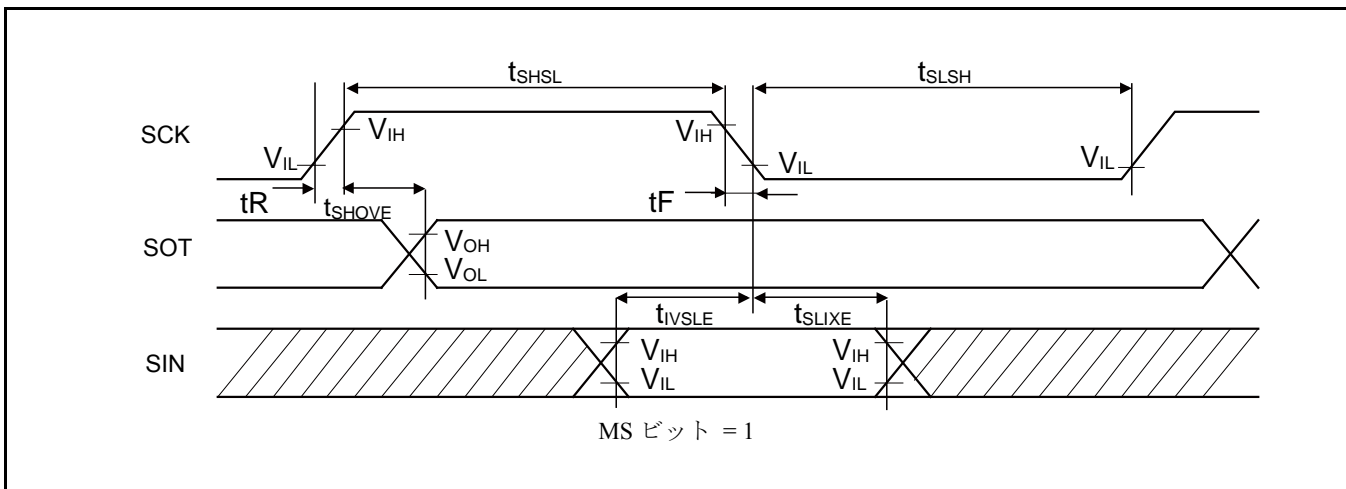 tSHSL tSLSH
SCK VIH VIH
VIL VIL VIL
tR tSHOVE tF
SOT VOH
VOL
tIVSLE tSLIXE
VIH VIH
SIN
VIL VIL
MS ビット = 1